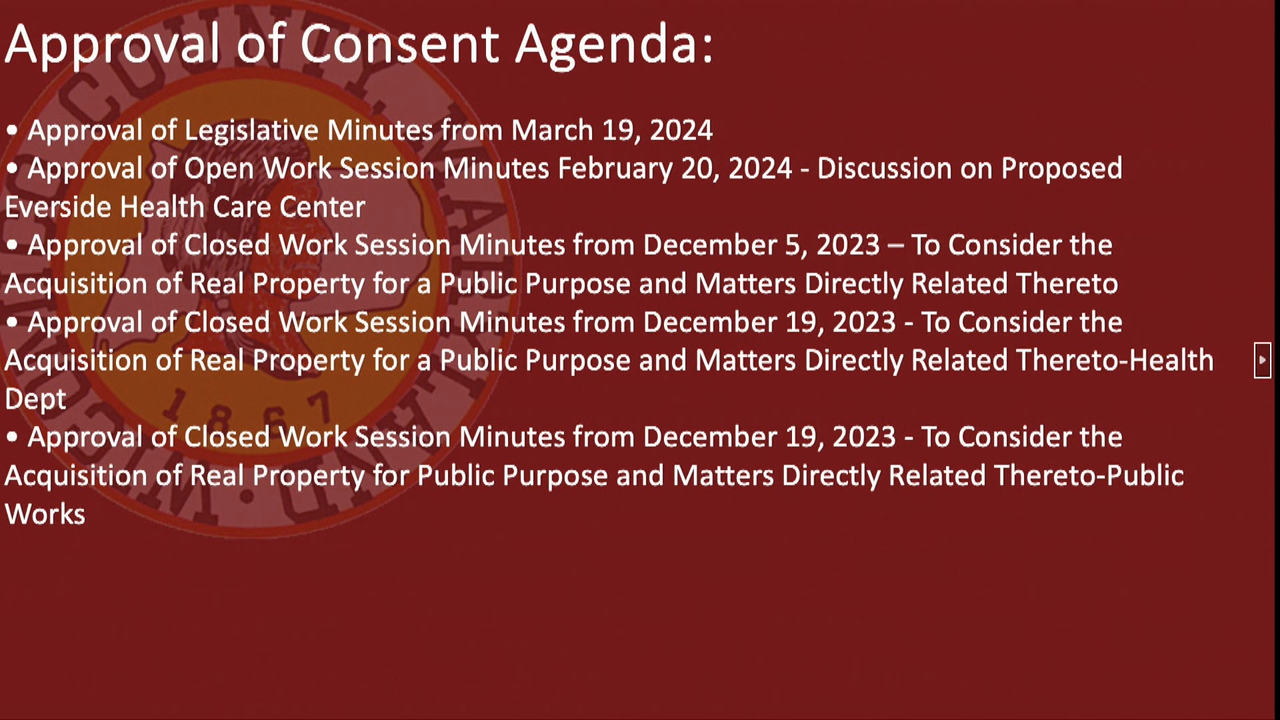 Approval of Consent Agenda:
• Approval of Legislative Minutes from March 19, 2024
• Approval of Open Work Session Minutes February 20, 2024 - Discussion on Proposed
Everside Health Care Center
• Approval of Closed Work Session Minutes from December 5, 2023 – To Consider the
Acquisition of Real Property for a Public Purpose and Matters Directly Related Thereto
• Approval of Closed Work Session Minutes from December 19, 2023 - To Consider the
Acquisition of Real Property for a Public Purpose and Matters Directly Related Thereto-Health
Dept
• Approval of Closed Work Session Minutes from December 19, 2023 - To Consider the
Acquisition of Real Property for Public Purpose and Matters Directly Related Thereto-Public
Works
WICOMICO COUNTY, MARYLAND
1867